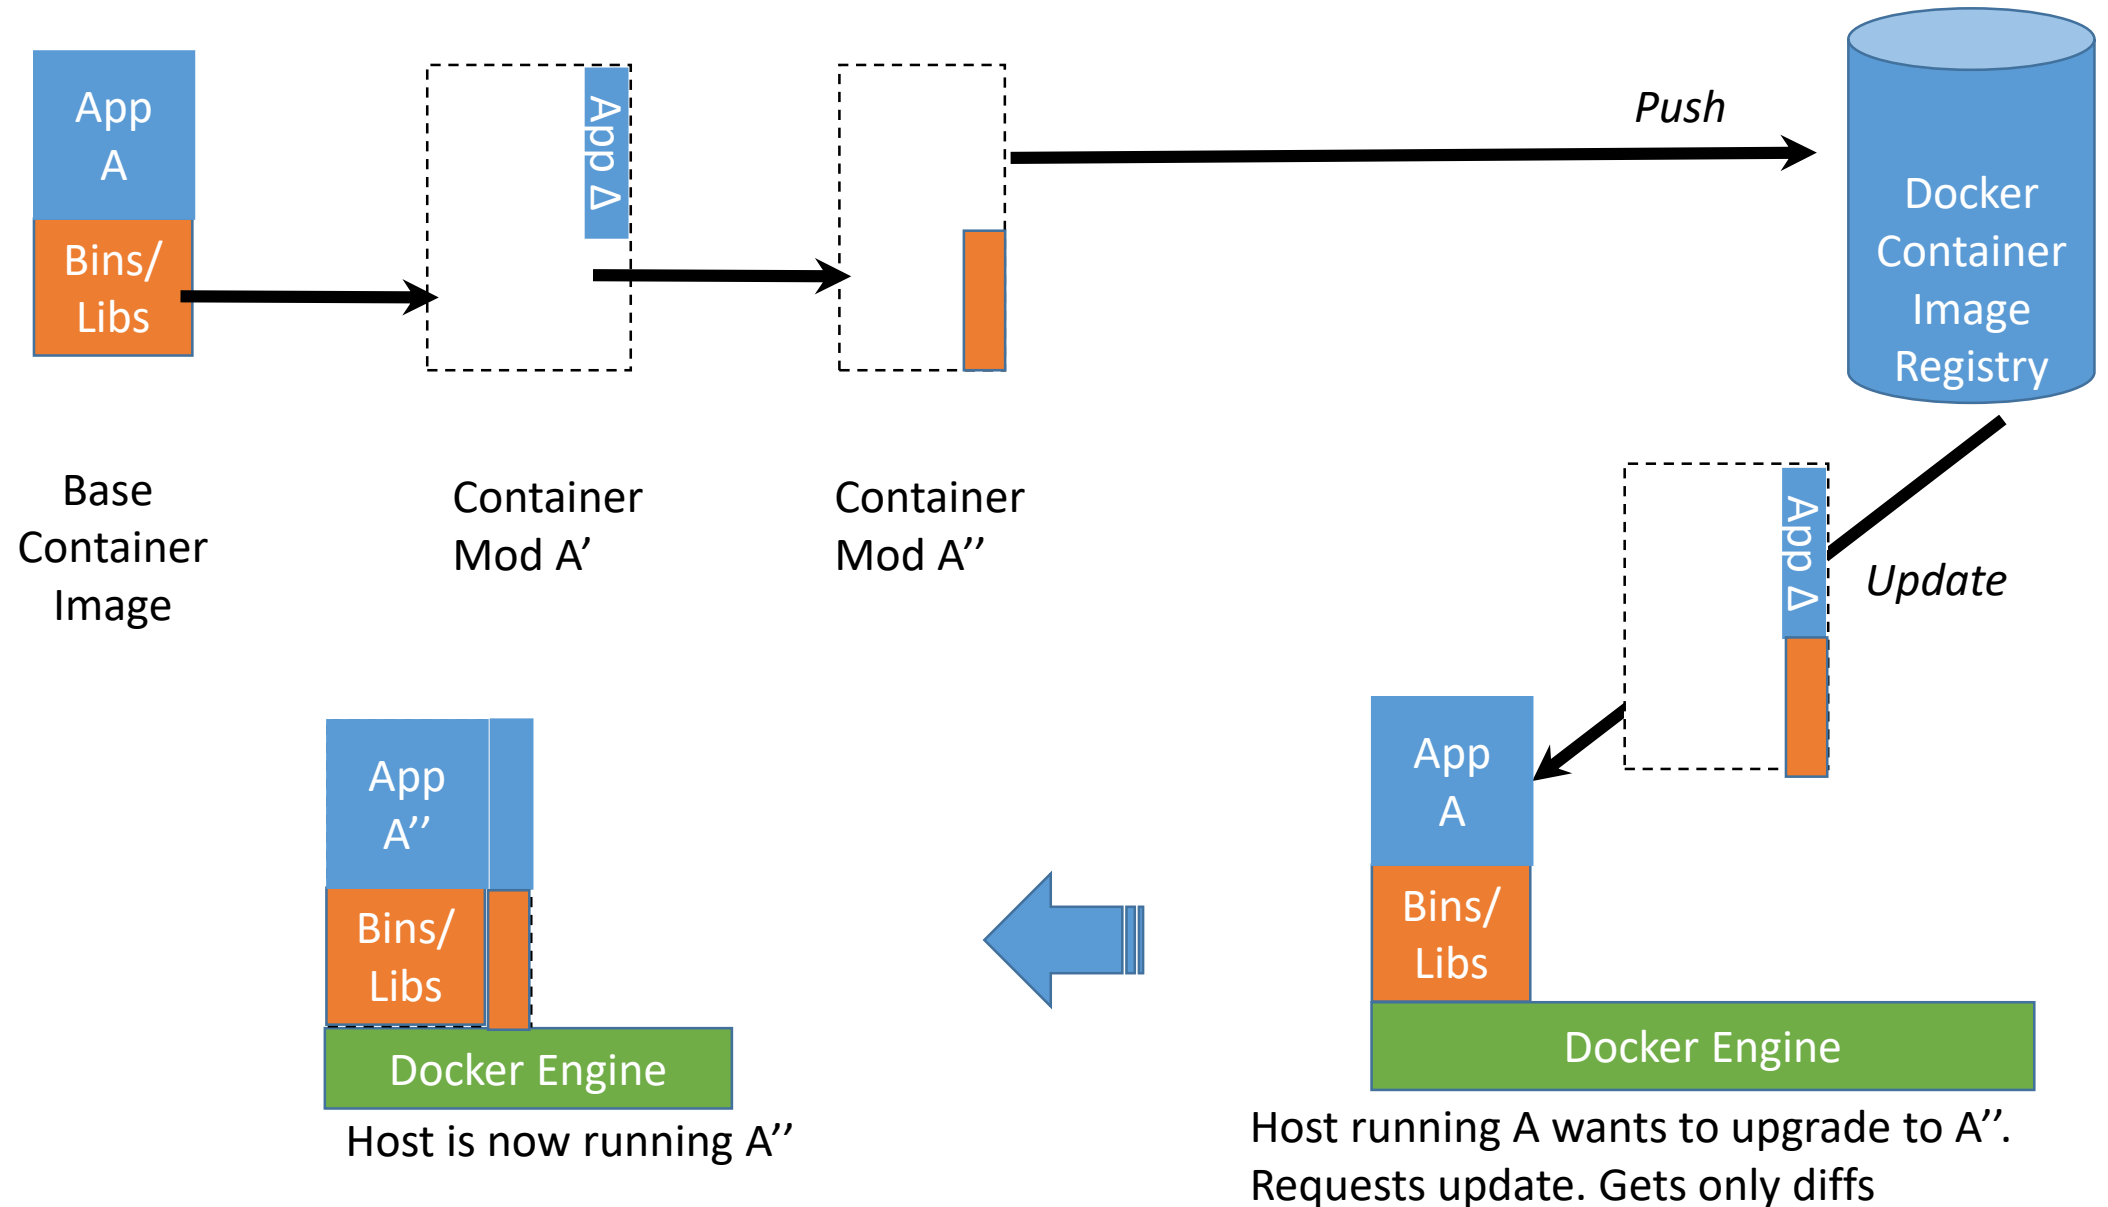 App
A
Bins/
Libs
App Δ
Push
Docker
Container
Image
Registry
Base
Container
Image
Container
Mod A’
Container
Mod A’’
App Δ
Update
App
A’’
Bins/
Libs
Docker Engine
Host is now running A’’
App
A
Bins/
Libs
Docker Engine
Host running A wants to upgrade to A’’.
Requests update. Gets only diffs